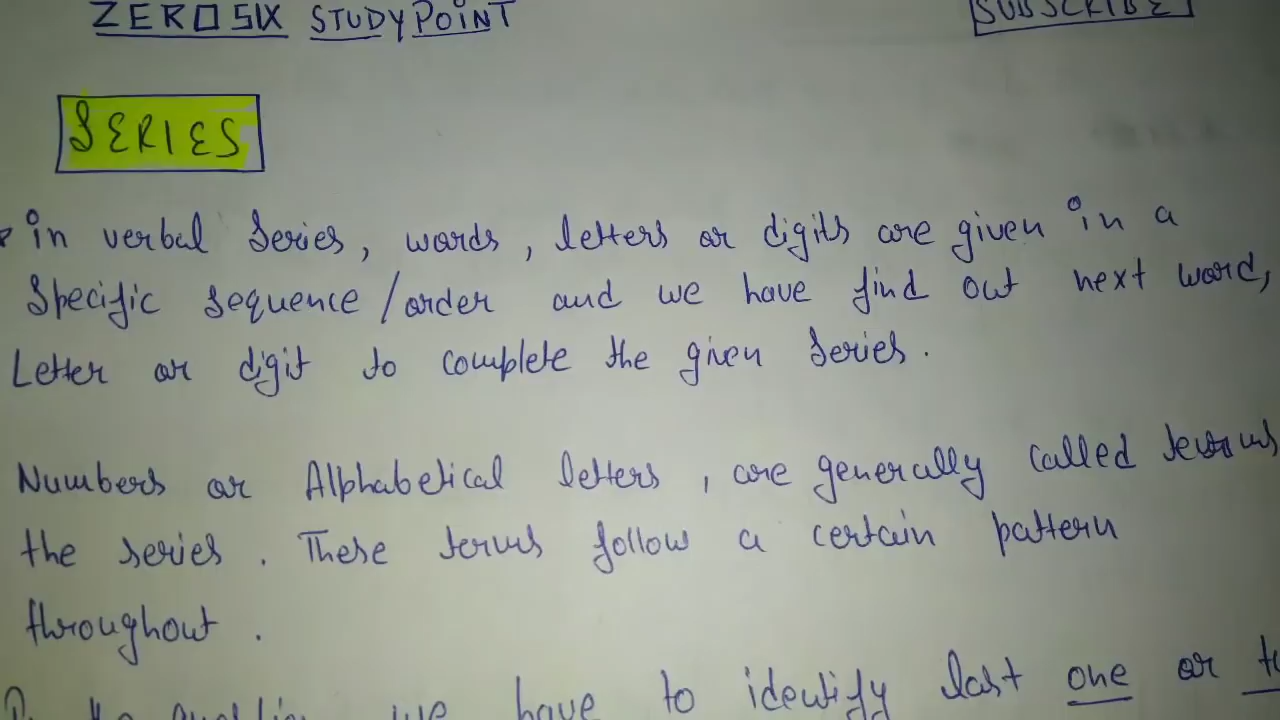 ZEROSIX STUDYPOINT
SUBSCRIBE
SERIES
in verbal Series, words, letters or digits are given in a
Specific sequence/order and we have find out next word,
Letter or digit to complete the given Series.
Numbers or Alphabetical letters, are generally called
the series. These terms follow a certain pattern
throughout.
we have to identify last one or